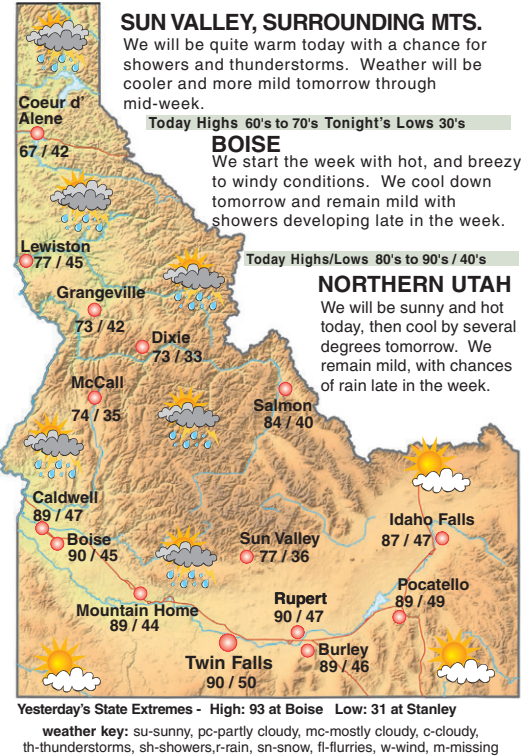 SUN VALLEY, SURROUNDING MTS.
We will be quite warm today with a chance for
showers and thunderstorms. Weather will be
cooler and more mild tomorrow through
mid-week.
Today Highs 60's to 70's Tonight's Lows 30's
BOISE
We start the week with hot, and breezy
to windy conditions. We cool down
tomorrow and remain mild with
showers developing late in the week.
Today Highs/Lows 80's to 90's / 40's
NORTHERN UTAH
We will be sunny and hot
today, then cool by several
degrees tomorrow. We
remain mild, with chances
of rain late in the week.
Coeur d'
Alene
67 / 42
Lewiston
77 / 45
Grangeville
73 / 42
Dixie
73 / 33
McCall
74 / 35
Salmon
84 / 40
Caldwell
89 / 47
Boise
90 / 45
Sun Valley
77 / 36
Idaho Falls
87 / 47
Mountain Home
89 / 44
Rupert
90 / 47
Pocatello
89 / 49
Burley
89 / 46
Twin Falls
90 / 50
Yesterday's State Extremes - High: 93 at Boise Low: 31 at Stanley
weather key: su-sunny, pc-partly cloudy, mc-mostly cloudy, c-cloudy,
th-thunderstorms, sh-showers,r-rain, sn-snow, fl-flurries, w-wind, m-missing